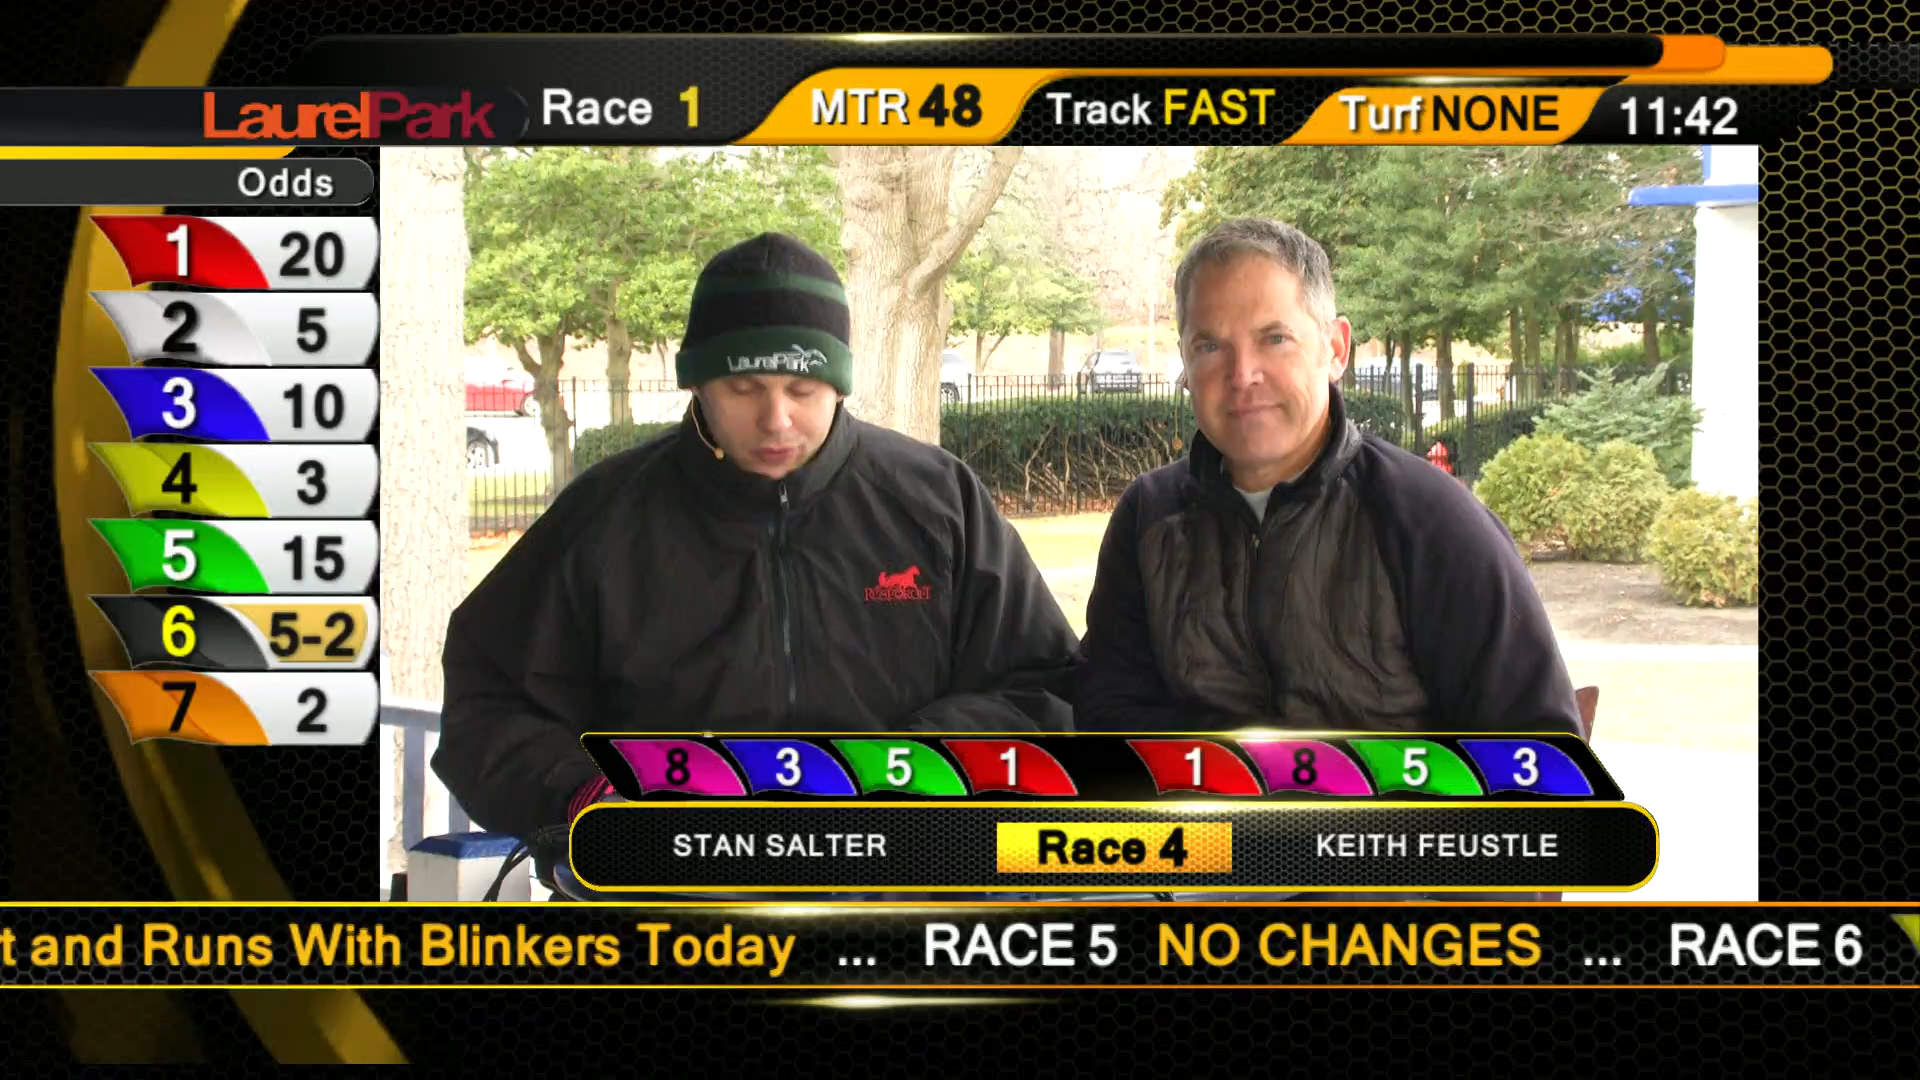 LaurelPark Race 1 MTR 48 Track FAST Turf NONE 11:42
Odds
1 20
2 5
3 10
4 3
5 15
6 5-2
7 2
LaurelPark
8 3 5 1 1 8 5 3
STAN SALTER Race 4 KEITH FEUSTLE
t and Runs With Blinkers Today ... RACE 5 NO CHANGES ... RACE 6